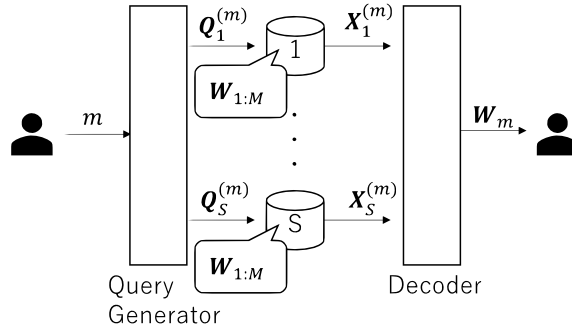 Q_1^{(m)}
X_1^{(m)}
1
W_{1:M}
m
W_m
Q_S^{(m)}
X_S^{(m)}
S
W_{1:M}
Query
Generator
Decoder